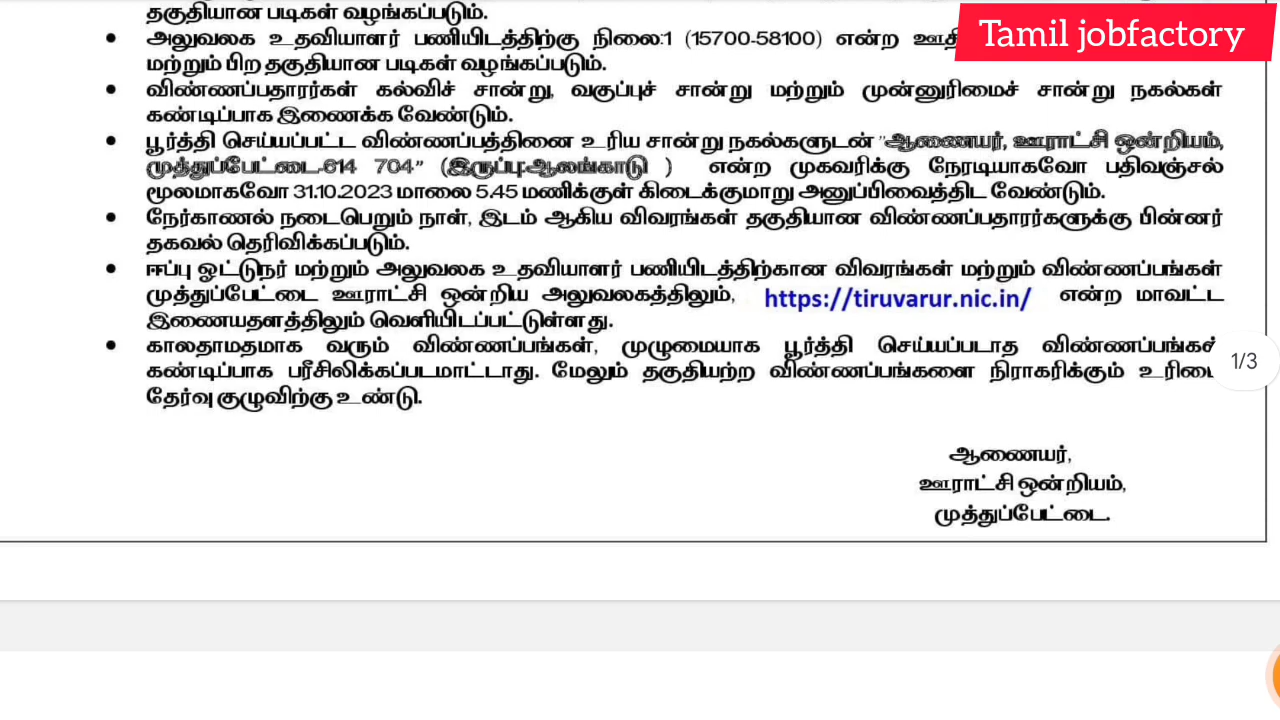 தகுதியான படிகள் வழங்கப்படும்.
Tamil jobfactory
• அலுவலக உதவியாளர் பணியிடத்திற்கு நிலை:1 (15700-58100) என்ற
மற்றும் பிற தகுதியான படிகள் வழங்கப்படும்.
• விண்ணப்பதாரர்கள் கல்விச் சான்று, வகுப்புச் சான்று மற்றும் முன்னுரிமைச் சான்று நகல்கள்
கண்டிப்பாக இணைக்க வேண்டும்.
• பூர்த்தி செய்யப்பட்ட விண்ணப்பத்தினை உரிய சான்று நகல்களுடன் "ஆணையர், ஊராட்சி ஒன்றியம்,
முத்துப்பேட்டை-614 704" (இருப்பு:ஆலங்காடு ) என்ற முகவரிக்கு நேரடியாகவோ பதிவஞ்சல்
மூலமாகவோ 31.10.2023 மாலை 5.45 மணிக்குள் கிடைக்குமாறு அனுப்பிவைத்திட வேண்டும்.
• நேர்காணல் நடைபெறும் நாள், இடம் ஆகிய விவரங்கள் தகுதியான விண்ணப்பதாரர்களுக்கு பின்னர்
தகவல் தெரிவிக்கப்படும்.
• ஈப்பு ஓட்டுநர் மற்றும் அலுவலக உதவியாளர் பணியிடத்திற்கான விவரங்கள் மற்றும் விண்ணப்பங்கள்
முத்துப்பேட்டை ஊராட்சி ஒன்றிய அலுவலகத்திலும், https://tiruvarur.nic.in/ என்ற மாவட்ட
இணையதளத்திலும் வெளியிடப்பட்டுள்ளது.
• காலதாமதமாக வரும் விண்ணப்பங்கள், முழுமையாக பூர்த்தி செய்யப்படாத விண்ணப்பங்கள்
1/3
கண்டிப்பாக பரீசிலிக்கப்படமாட்டாது. மேலும் தகுதியற்ற விண்ணப்பங்களை நிராகரிக்கும்
தேர்வு குழுவிற்கு உண்டு.
ஆணையர்,
ஊராட்சி ஒன்றியம்,
முத்துப்பேட்டை.